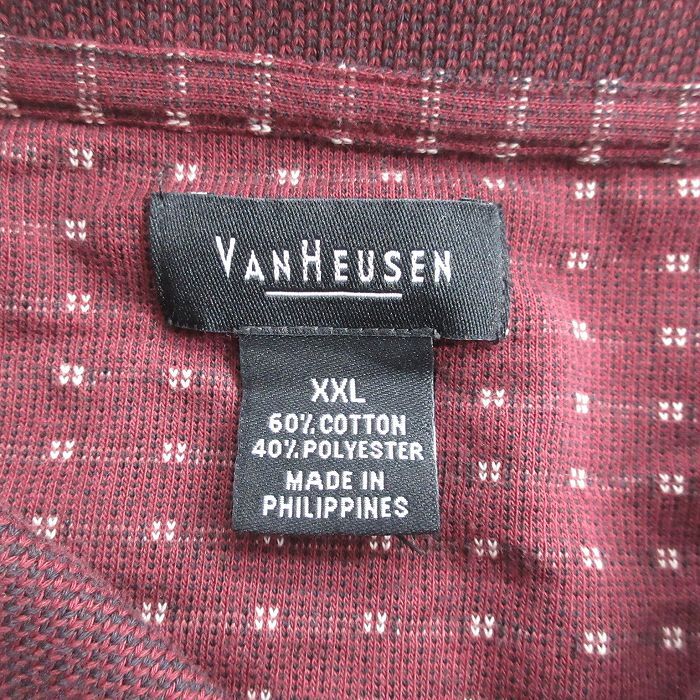 VANHEUSEN
XXL
60% COTTON
40% POLYESTER
MADE IN
PHILIPPINES